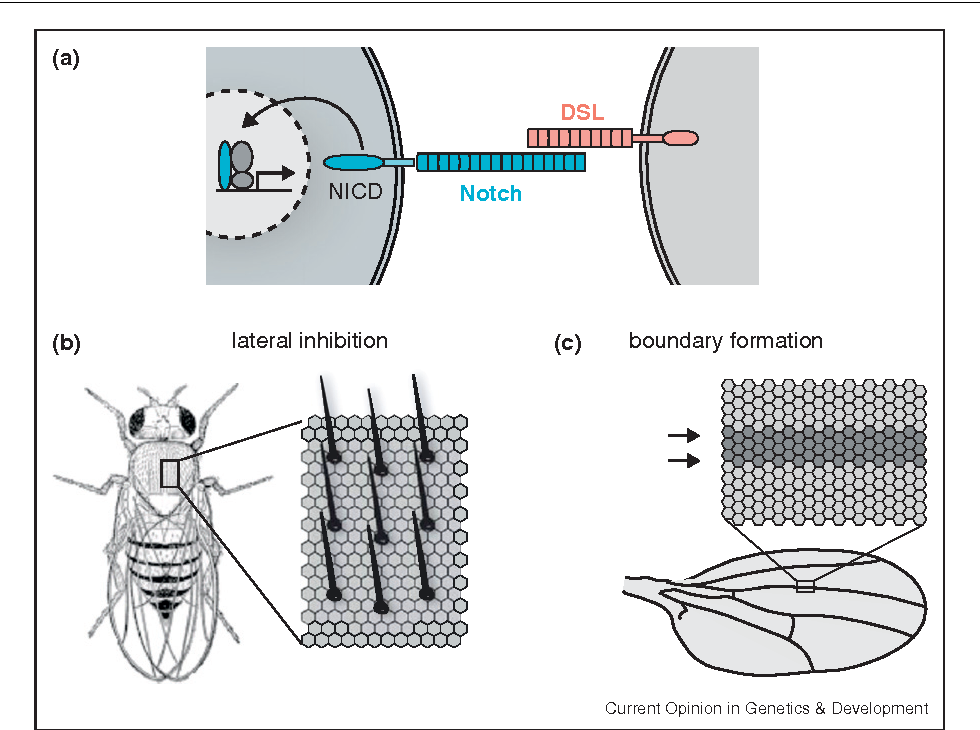 (a)
DSL
NICD
Notch
(b)
lateral inhibition
(c)
boundary formation
Current Opinion in Genetics & Development